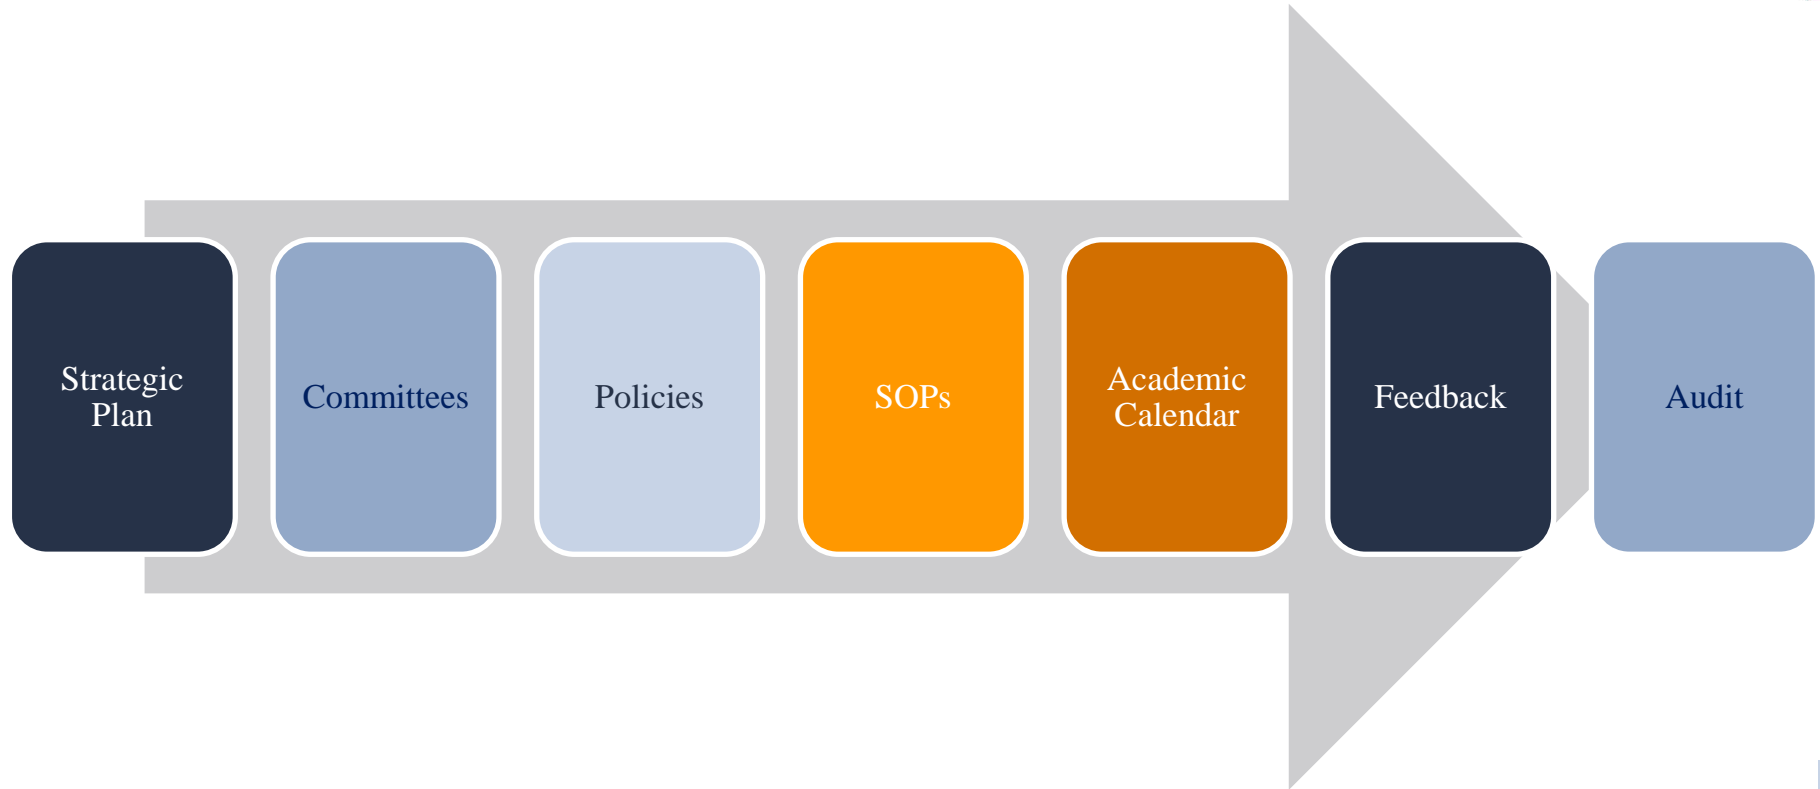 Strategic
Plan
Committees
Policies
SOPs
Academic
Calendar
Feedback
Audit